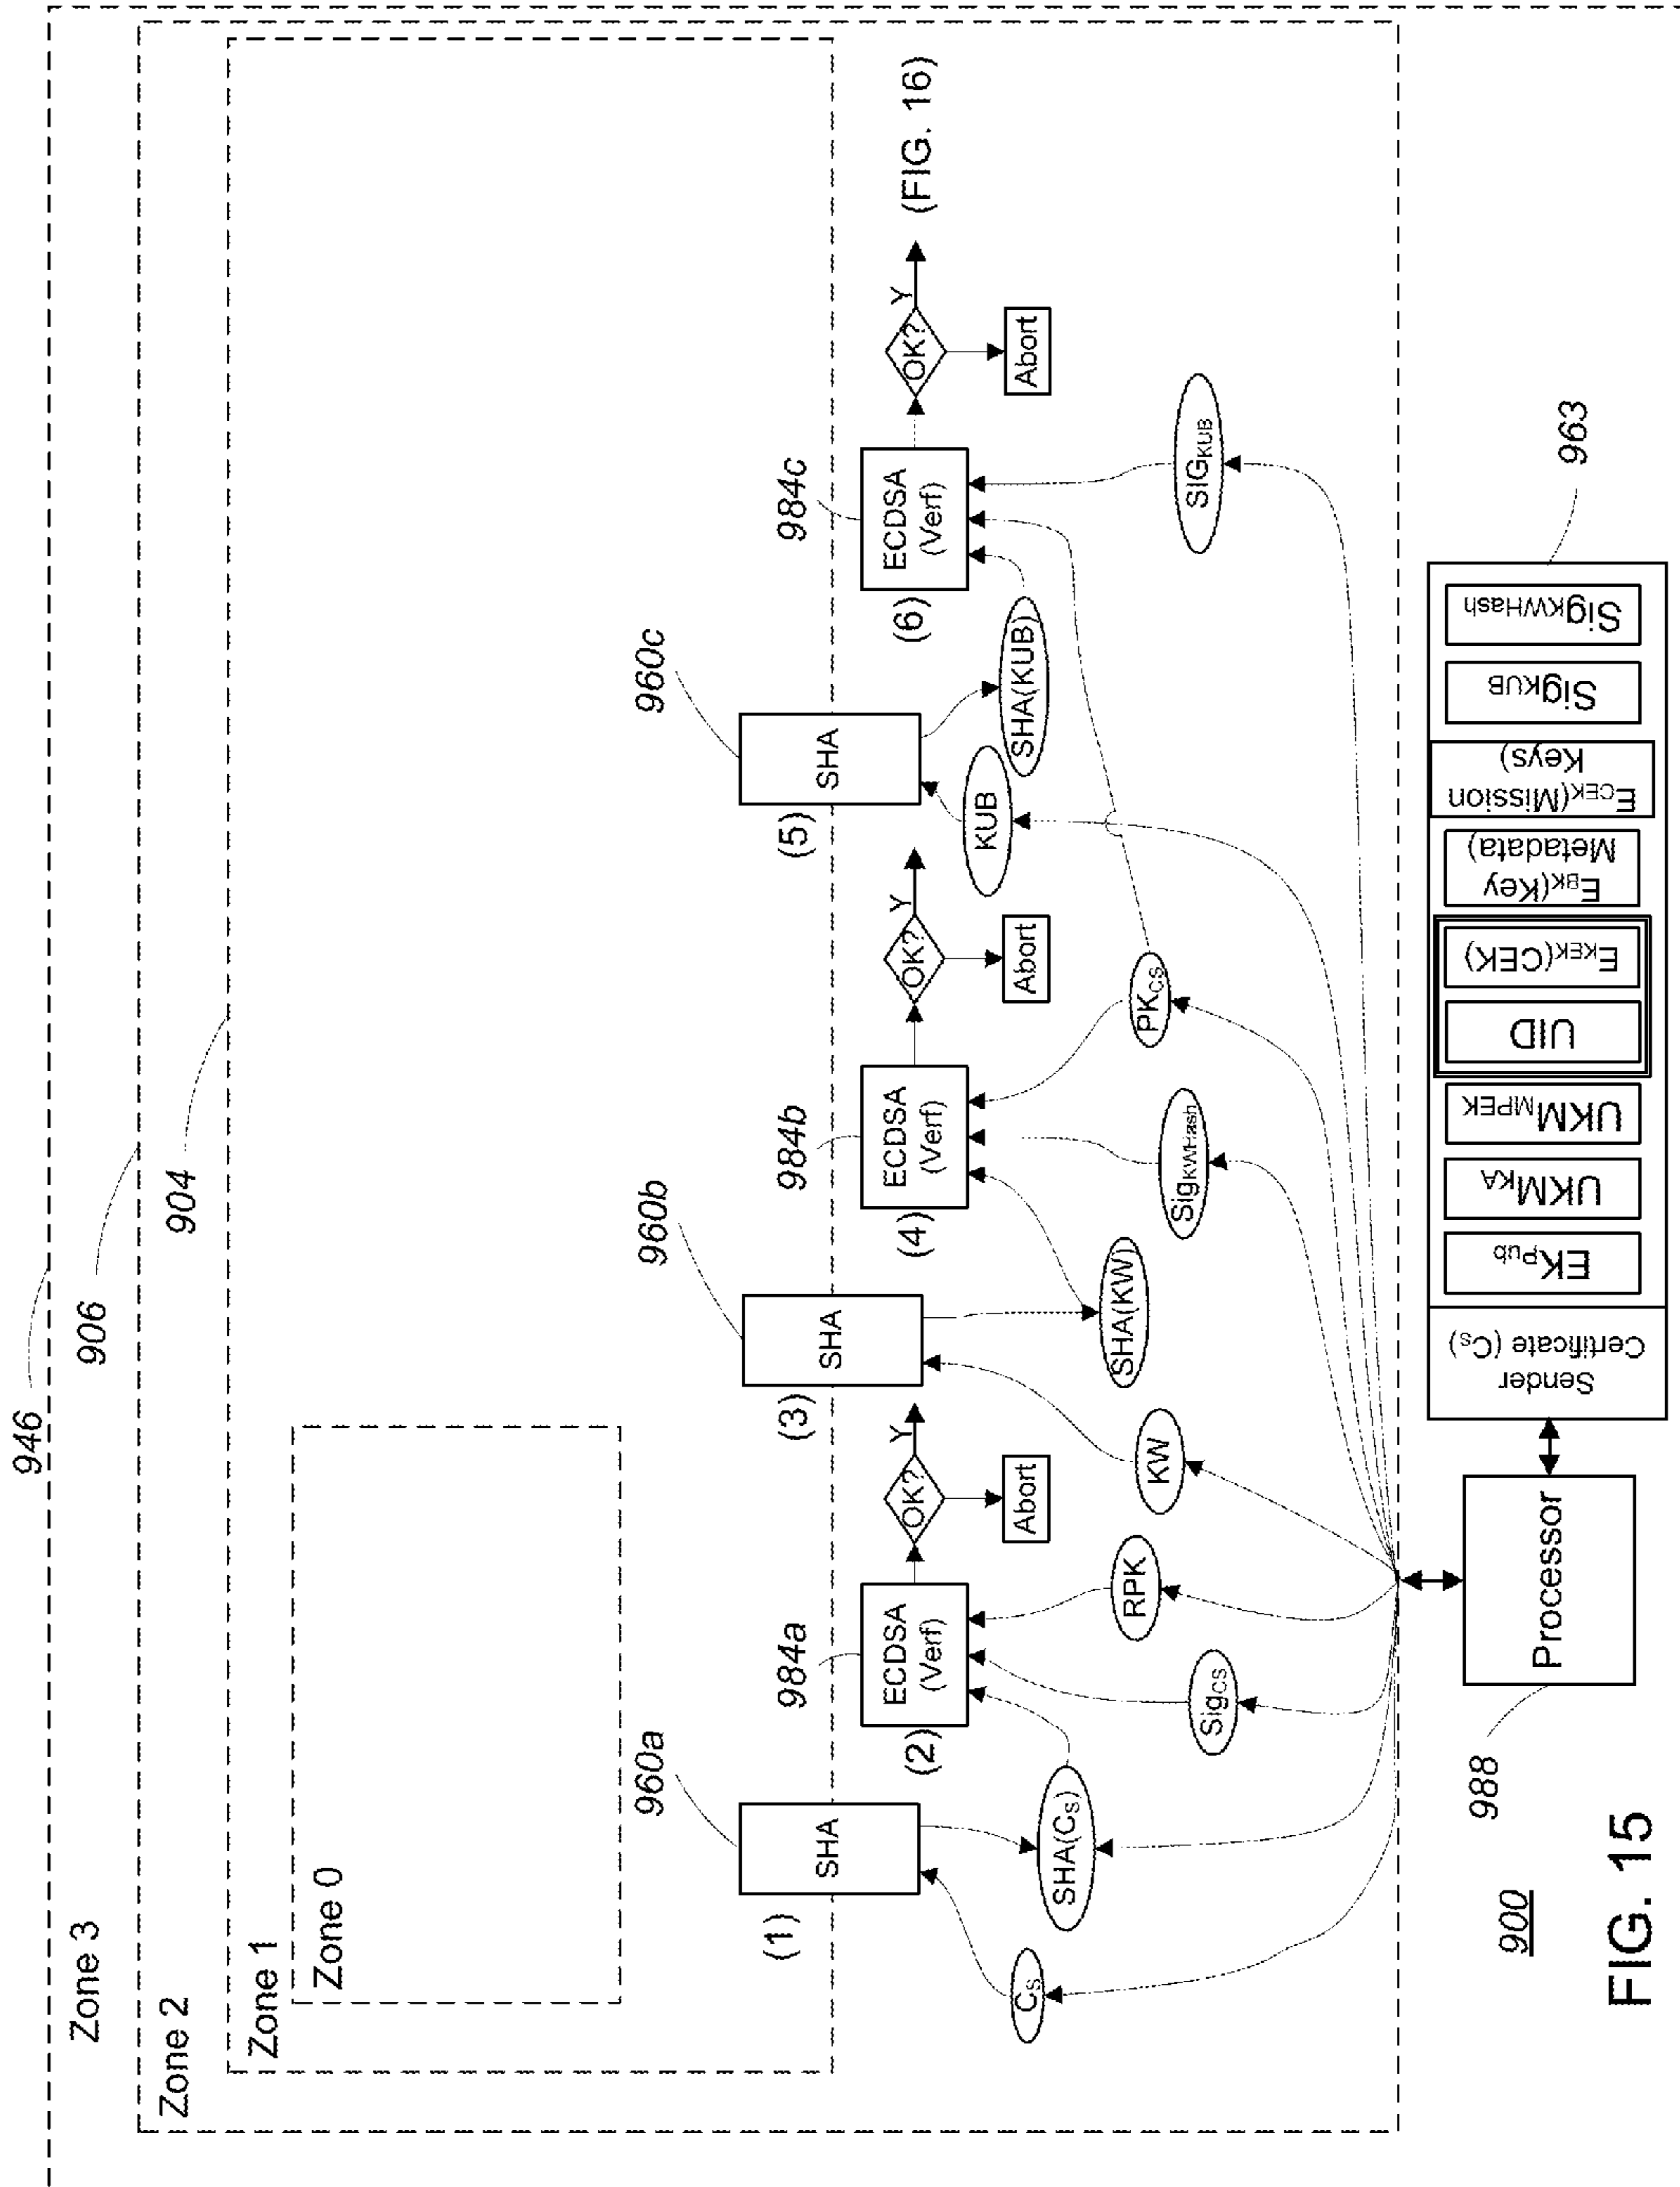 946
906
904
Zone 3
Zone 2
Zone 1
Zone 0
960a
960b
960c
(1)
SHA
(3)
SHA
(5)
SHA
984a
984b
984c
(2)
ECDSA
(Verf)
OK?
Y
Abort
(4)
ECDSA
(Verf)
OK?
Y
Abort
(6)
ECDSA
(Verf)
OK?
Y
Abort
(FIG. 16)
CS
SHA(CS)
SigCS
RPK
KW
SHA(KW)
SigKWHash
PKCS
KUB
SHA(KUB)
SIGKUB
988
Processor
963
Sender
Certificate (CS)
EKPub
UKMKA
UKMMPEK
UID
EKEK(CEK)
EBK(Key
Metadata)
ECEK(Mission
Keys)
SigKUB
SigKWHash
900
FIG. 15